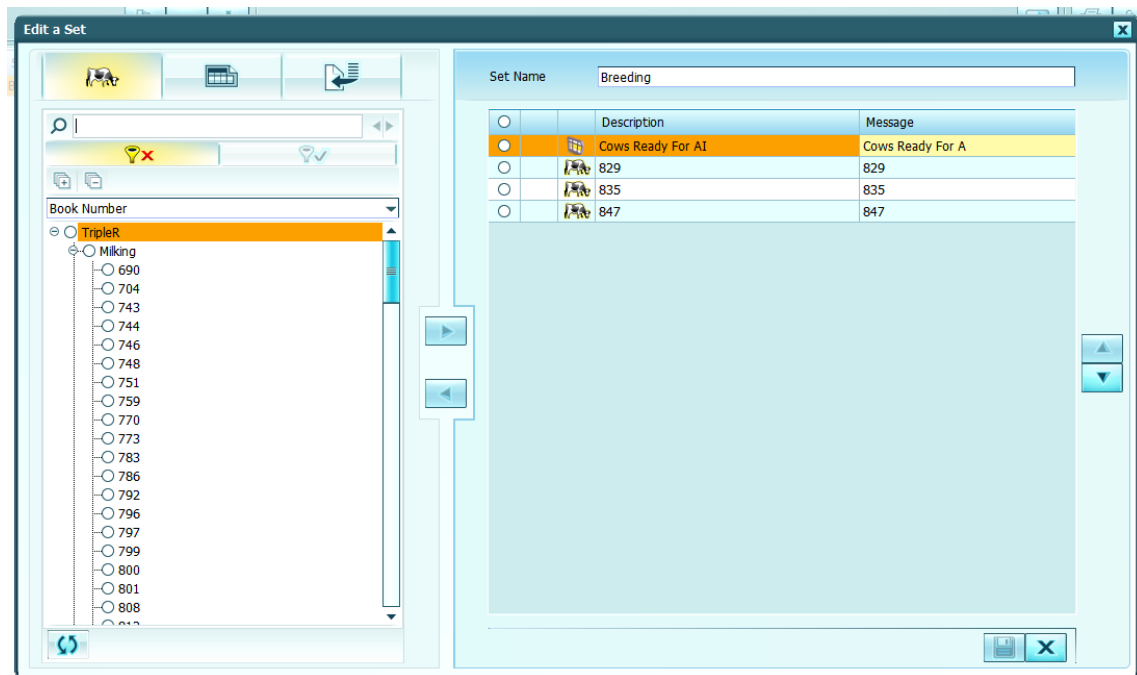 Edit a Set
Set Name
Breeding
Book Number
TripleR
Milking
690
704
743
744
746
748
751
759
770
773
783
786
792
796
797
799
800
801
808
Description Message
Cows Ready For AI Cows Ready For A
829 829
835 835
847 847